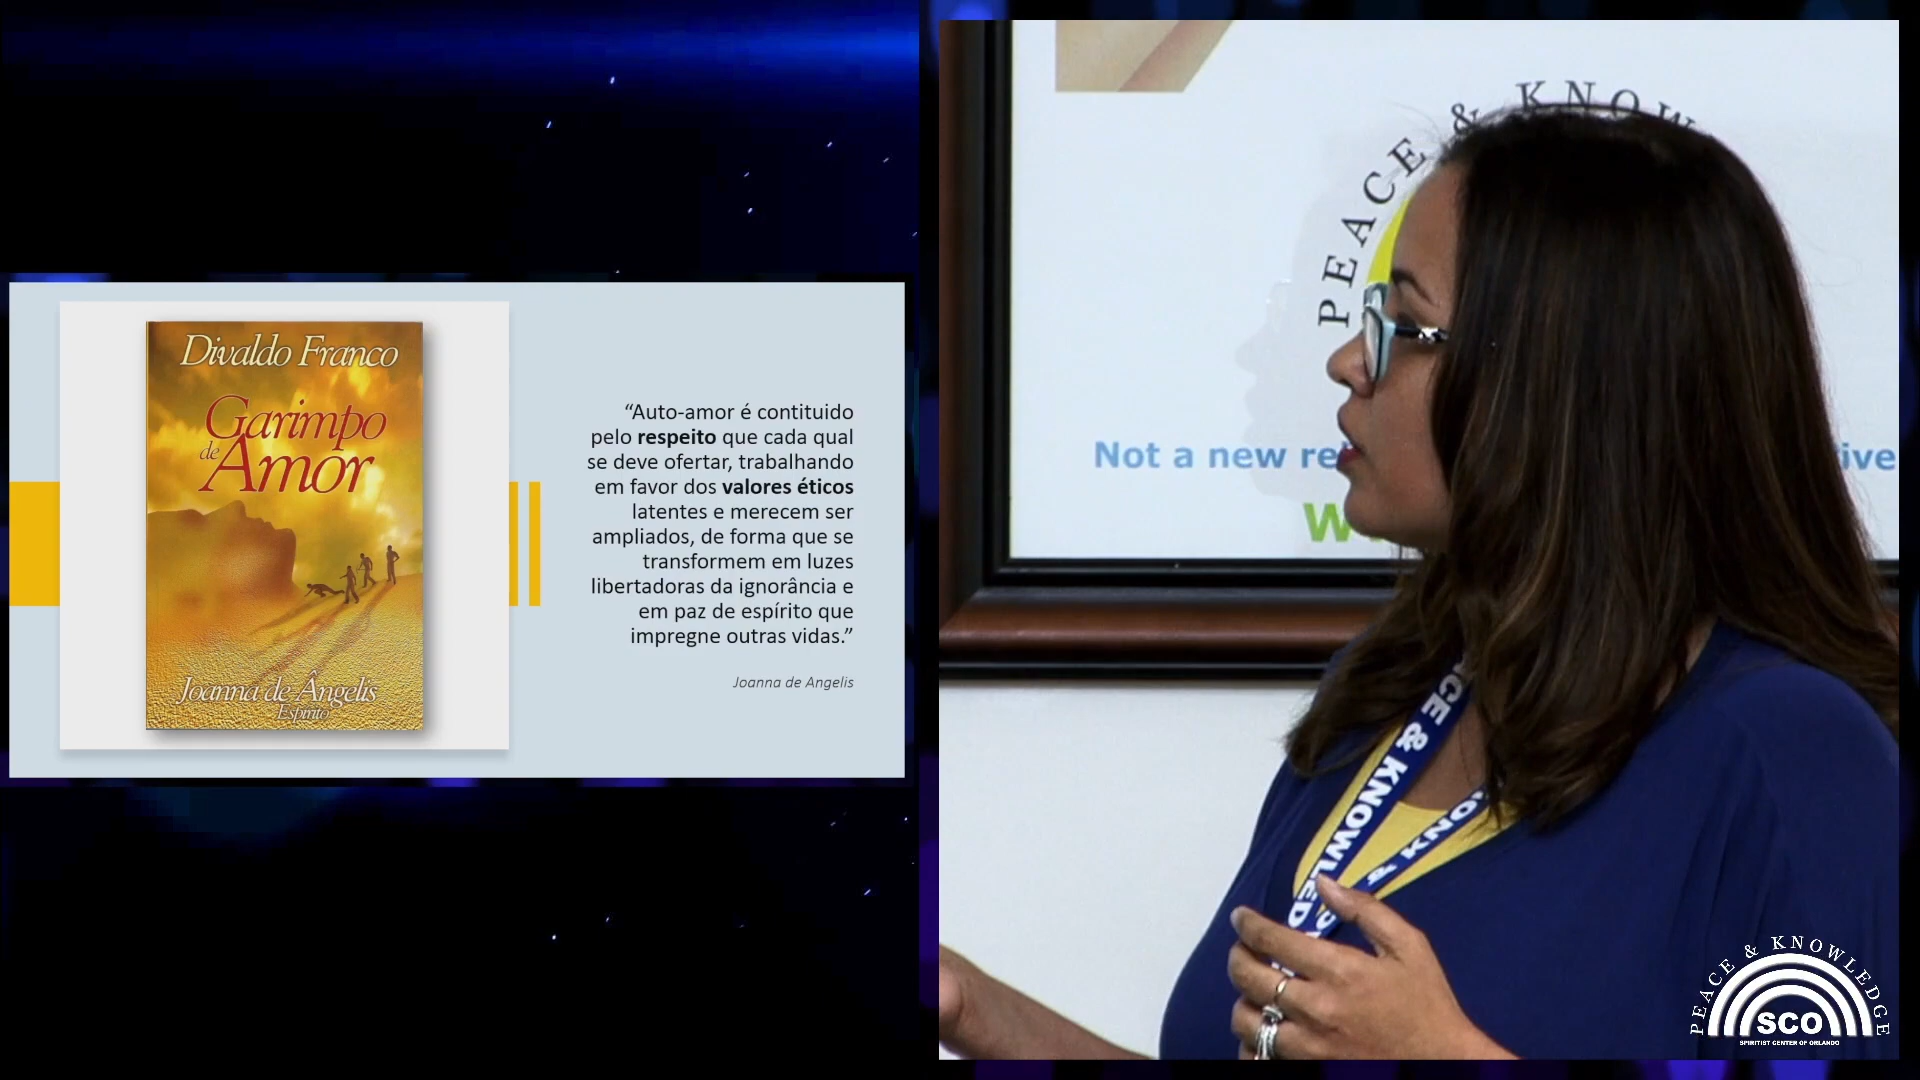 Divaldo Franco
Garimpo
de
Amor
Joanna de Ângelis
Espírito
“Auto-amor é contituido
pelo respeito que cada qual
se deve ofertar, trabalhando
em favor dos valores éticos
latentes e merecem ser
ampliados, de forma que se
transformem em luzes
libertadoras da ignorância e
em paz de espírito que
impregne outras vidas.”
Joanna de Angelis
PEACE & KNOW
Not a new re
ive
W
CE & KNOWLED
& KNO
PEACE & KNOWLEDGE
SCO
SPIRITIST CENTER OF ORLANDO